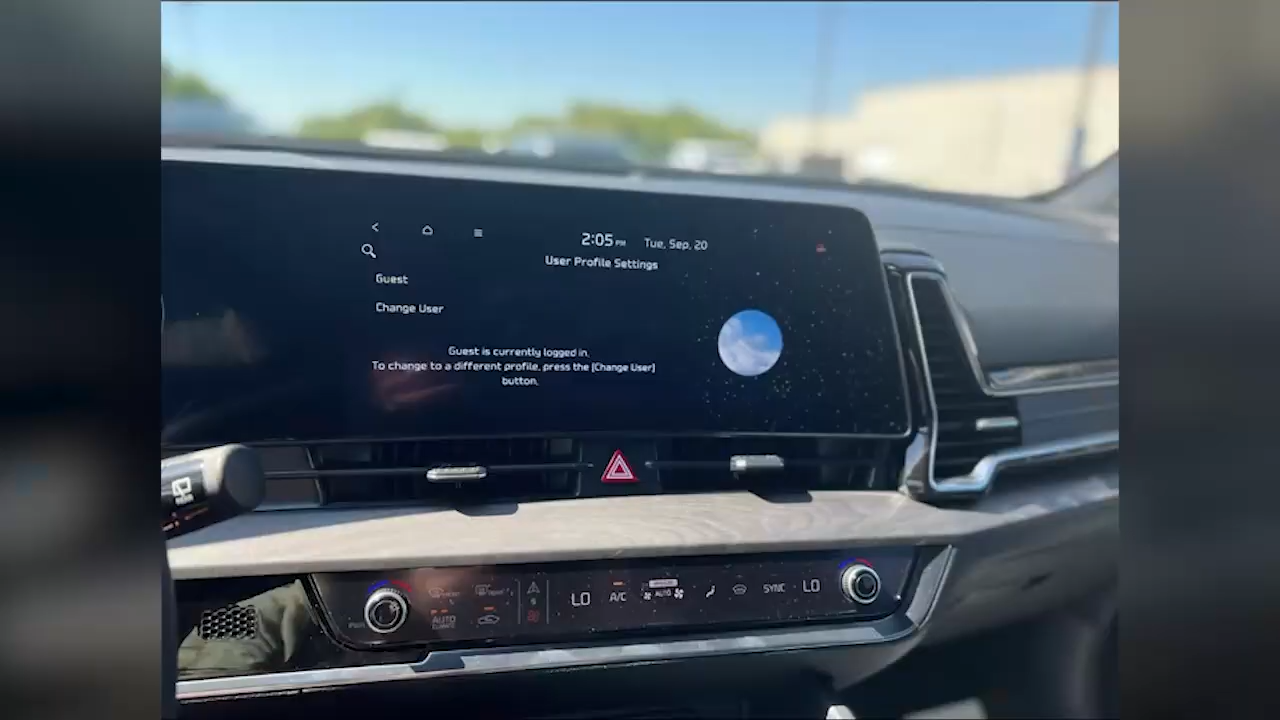 2:05 PM Tue, Sep, 20
User Profile Settings
Guest
Change User
Guest is currently logged in.
To change to a different profile, press the [Change User]
button.
LO A/C AUTO SYNC LO
AUTO